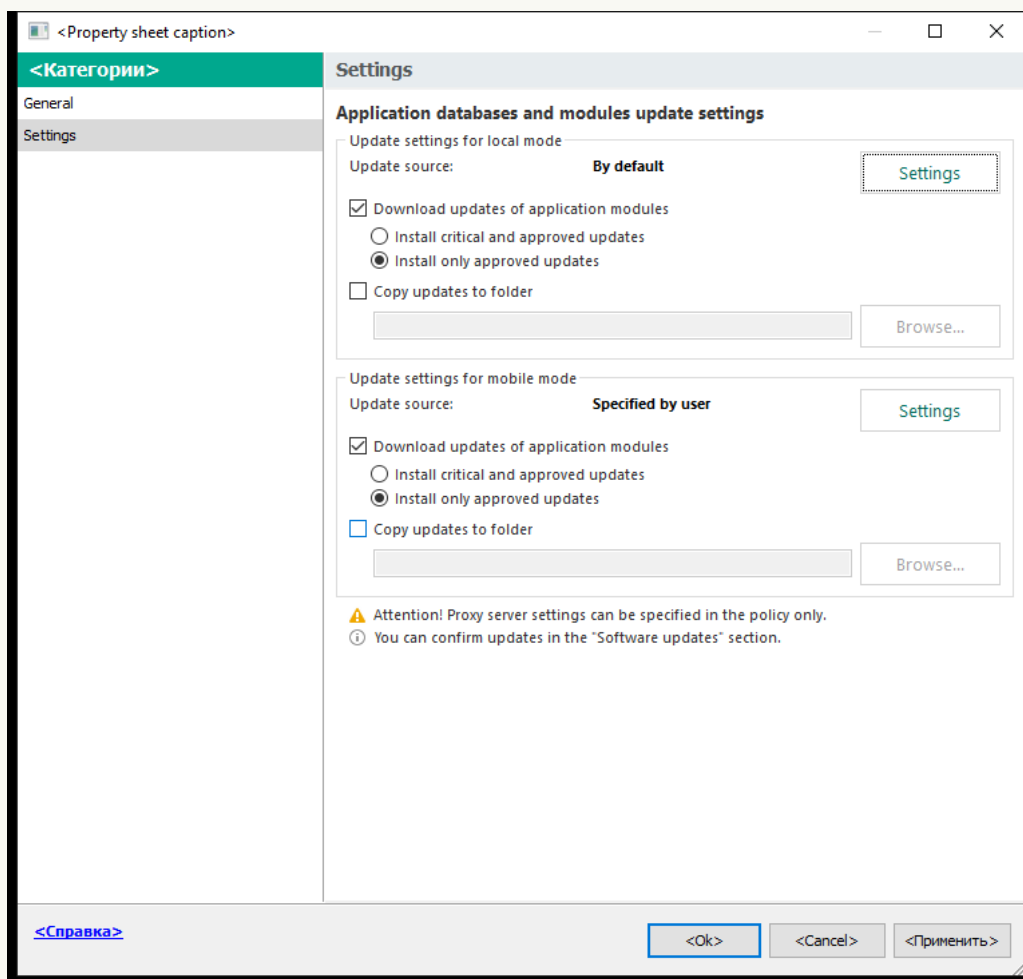 <Property sheet caption>
<Категории>
General
Settings
Settings
Application databases and modules update settings
Update settings for local mode
Update source: By default Settings
Download updates of application modules
Install critical and approved updates
Install only approved updates
Copy updates to folder
Browse...
Update settings for mobile mode
Update source: Specified by user Settings
Download updates of application modules
Install critical and approved updates
Install only approved updates
Copy updates to folder
Browse...
Attention! Proxy server settings can be specified in the policy only.
You can confirm updates in the "Software updates" section.
<Справка>
<Ok> <Cancel> <Применить>